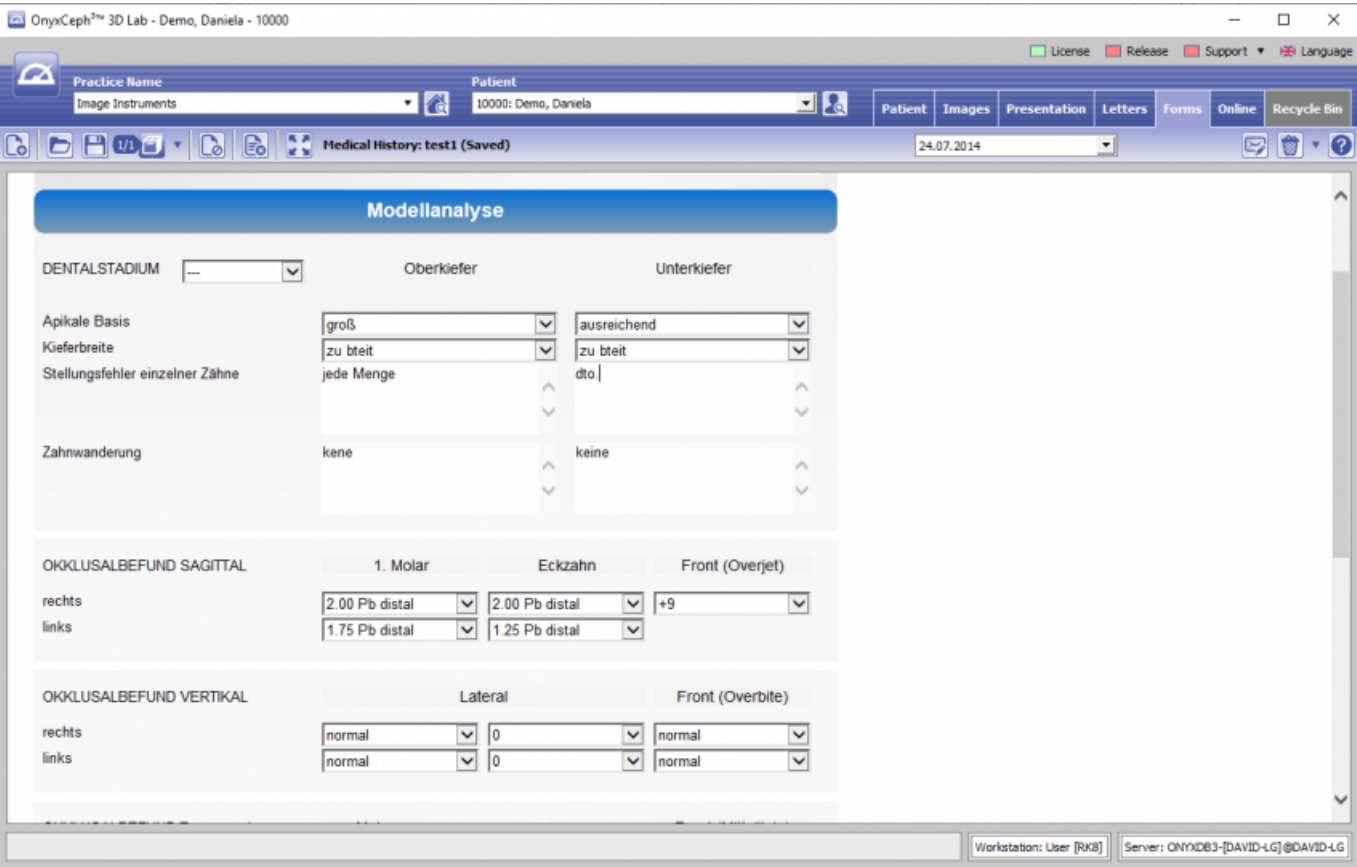 OnyxCeph³™ 3D Lab - Demo, Daniela - 10000
License Release Support Language
Practice Name Patient
Image Instruments 10000: Demo, Daniela
Patient Images Presentation Letters Forms Online Recycle Bin
1/1 Medical History: test1 (Saved) 24.07.2014
Modellanalyse
DENTALSTADIUM --- Oberkiefer Unterkiefer
Apikale Basis groß ausreichend
Kieferbreite zu bteit zu bteit
Stellungsfehler einzelner Zähne jede Menge dto.
Zahnwanderung kene keine
OKKLUSALBEFUND SAGITTAL 1. Molar Eckzahn Front (Overjet)
rechts 2.00 Pb distal 2.00 Pb distal +9
links 1.75 Pb distal 1.25 Pb distal
OKKLUSALBEFUND VERTIKAL Lateral Front (Overbite)
rechts normal 0 normal
links normal 0 normal
Workstation: User [RK8] Server: ONYXDB3-[DAVID-LG]@DAVID-LG